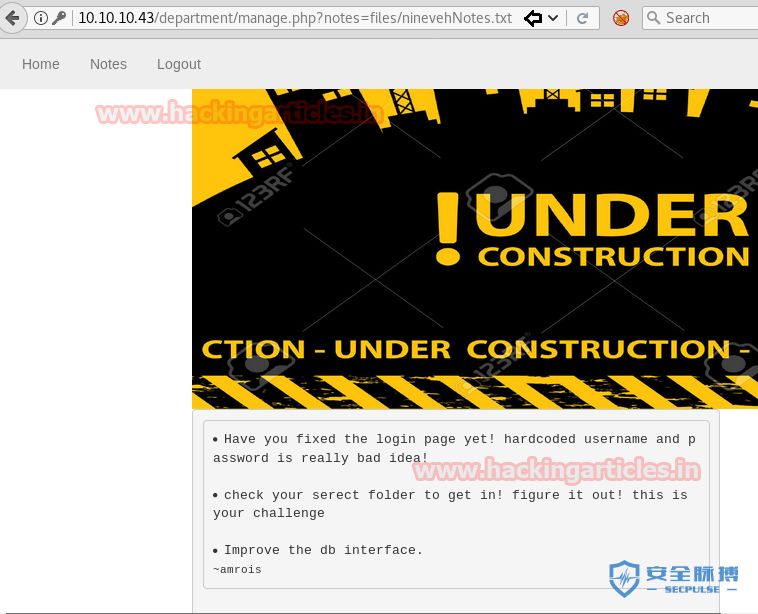 10.10.10.43/department/manage.php?notes=files/ninevehNotes.txt
Search
Home Notes Logout
www.hackingarticles.in
123RF
123RF
! UNDER
CONSTRUCTION
CTION - UNDER CONSTRUCTION -
123RF
• Have you fixed the login page yet! hardcoded username and p
assword is really bad idea!
www.hackingarticles.in
• check your serect folder to get in! figure it out! this is
your challenge
• Improve the db interface.
~amrois
安全脉搏
SECPULSE